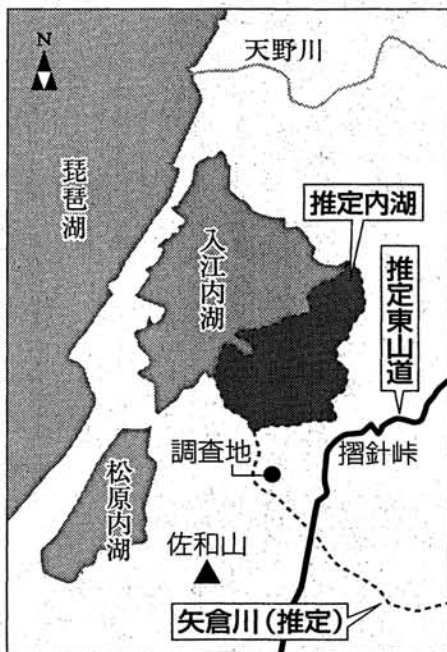 N
天野川
琵琶湖
入江内湖
推定内湖
推定東山道
調査地
摺針峠
松原内湖
佐和山
矢倉川(推定)